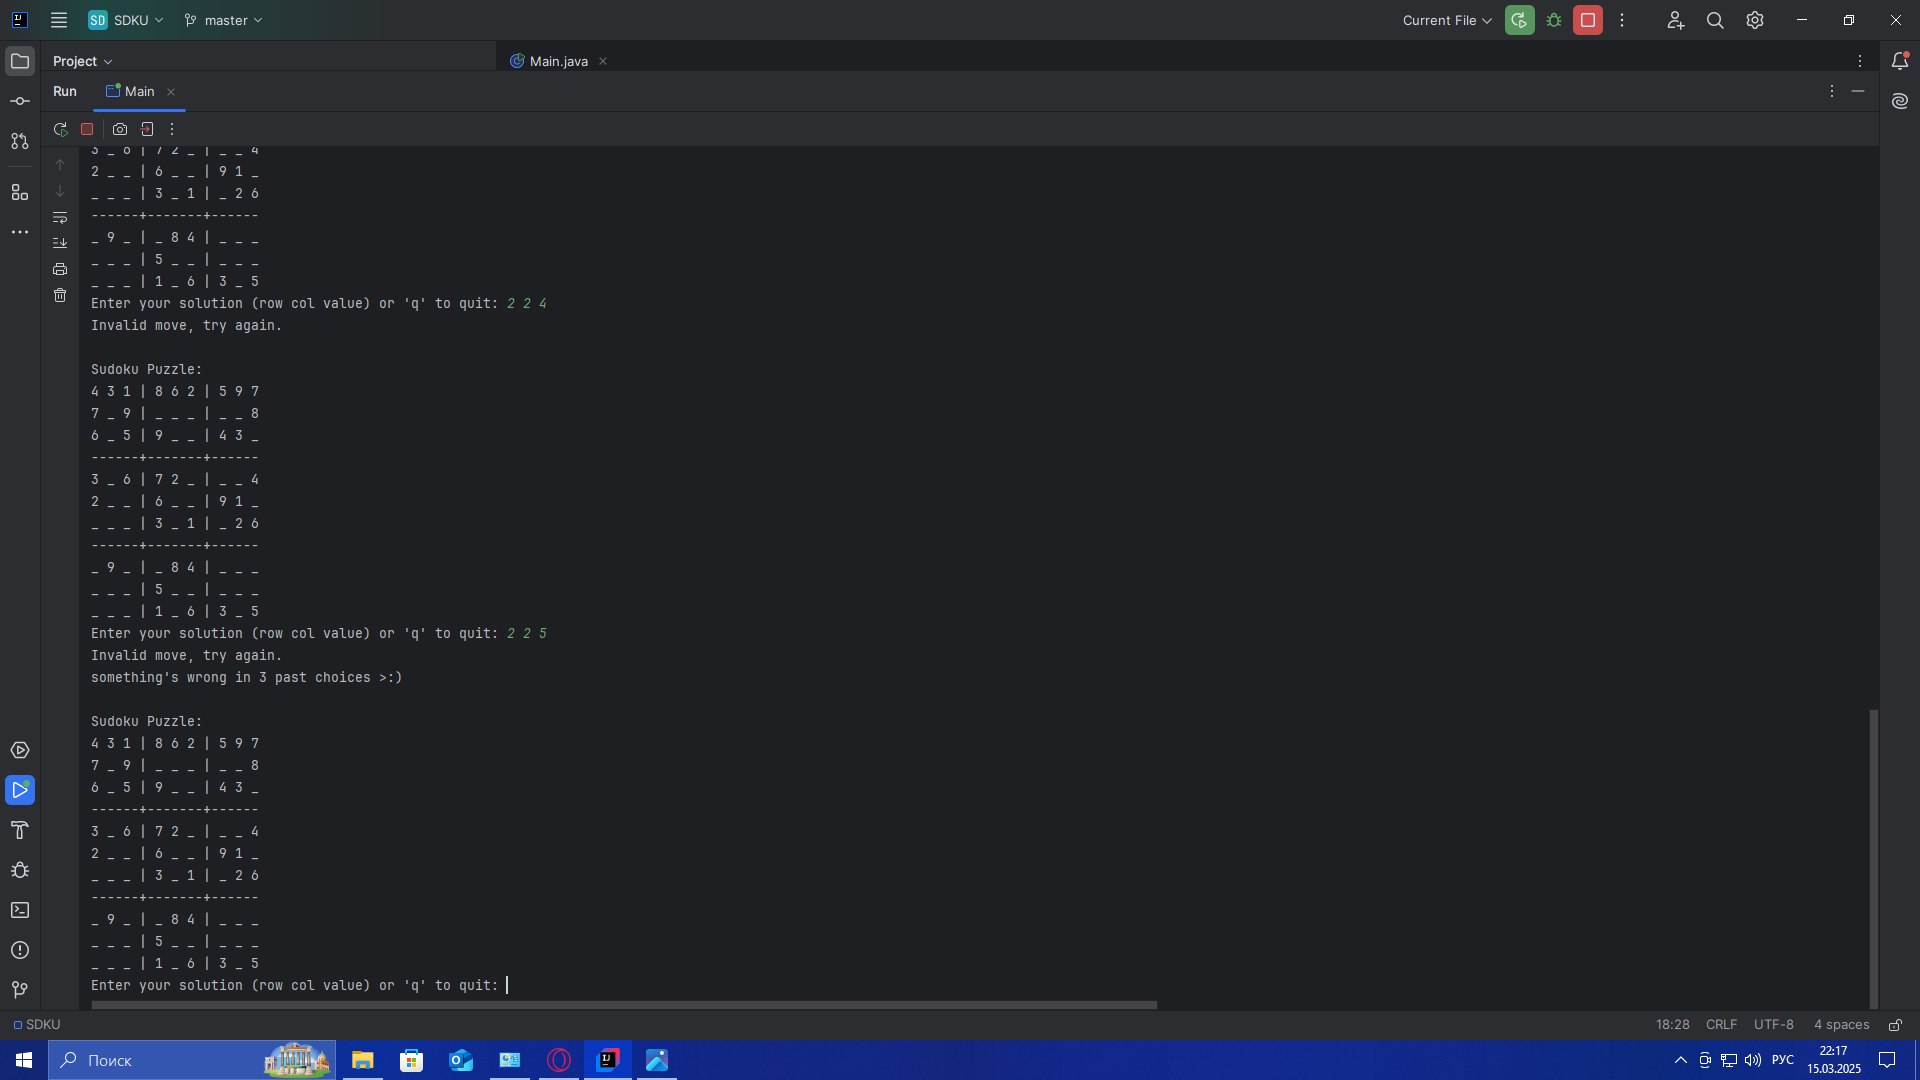 SD SDKU master Current File
Project Main.java
Run Main
3 _ 6 | 7 2 _ | _ _ 4
2 _ _ | 6 _ _ | 9 1 _
_ _ _ | 3 _ 1 | _ 2 6
------+-------+------
_ 9 _ | _ 8 4 | _ _ _
_ _ _ | 5 _ _ | _ _ _
_ _ _ | 1 _ 6 | 3 _ 5
Enter your solution (row col value) or 'q' to quit: 2 2 4
Invalid move, try again.
Sudoku Puzzle:
4 3 1 | 8 6 2 | 5 9 7
7 _ 9 | _ _ _ | _ _ 8
6 _ 5 | 9 _ _ | 4 3 _
------+-------+------
3 _ 6 | 7 2 _ | _ _ 4
2 _ _ | 6 _ _ | 9 1 _
_ _ _ | 3 _ 1 | _ 2 6
------+-------+------
_ 9 _ | _ 8 4 | _ _ _
_ _ _ | 5 _ _ | _ _ _
_ _ _ | 1 _ 6 | 3 _ 5
Enter your solution (row col value) or 'q' to quit: 2 2 5
Invalid move, try again.
something's wrong in 3 past choices >:)
Sudoku Puzzle:
4 3 1 | 8 6 2 | 5 9 7
7 _ 9 | _ _ _ | _ _ 8
6 _ 5 | 9 _ _ | 4 3 _
------+-------+------
3 _ 6 | 7 2 _ | _ _ 4
2 _ _ | 6 _ _ | 9 1 _
_ _ _ | 3 _ 1 | _ 2 6
------+-------+------
_ 9 _ | _ 8 4 | _ _ _
_ _ _ | 5 _ _ | _ _ _
_ _ _ | 1 _ 6 | 3 _ 5
Enter your solution (row col value) or 'q' to quit:
SDKU 18:28 CRLF UTF-8 4 spaces
Поиск РУС 22:17
15.03.2025